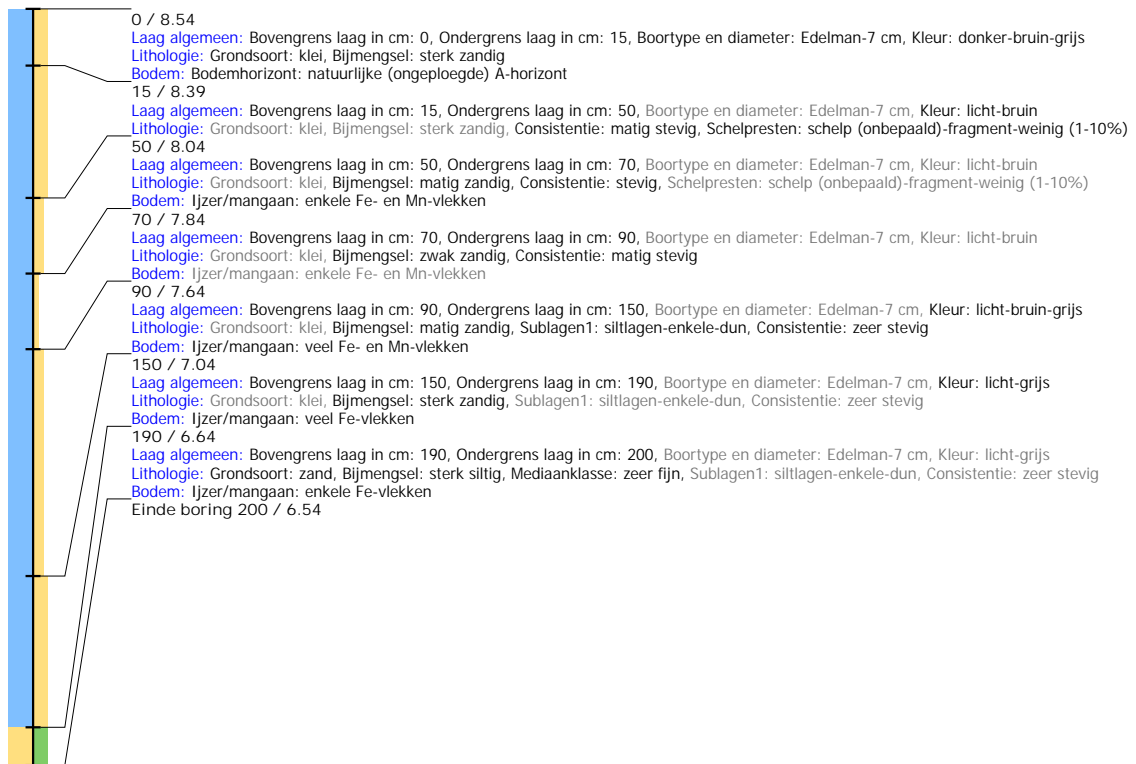 0 / 8.54
Laag algemeen: Bovengrens laag in cm: 0, Ondergrens laag in cm: 15, Boortype en diameter: Edelman-7 cm, Kleur: donker-bruin-grijs
Lithologie: Grondsoort: klei, Bijmengsel: sterk zandig
Bodem: Bodemhorizont: natuurlijke (ongeploegde) A-horizont
15 / 8.39
Laag algemeen: Bovengrens laag in cm: 15, Ondergrens laag in cm: 50, Boortype en diameter: Edelman-7 cm, Kleur: licht-bruin
Lithologie: Grondsoort: klei, Bijmengsel: sterk zandig, Consistentie: matig stevig, Schelpresten: schelp (onbepaald)-fragment-weinig (1-10%)
50 / 8.04
Laag algemeen: Bovengrens laag in cm: 50, Ondergrens laag in cm: 70, Boortype en diameter: Edelman-7 cm, Kleur: licht-bruin
Lithologie: Grondsoort: klei, Bijmengsel: matig zandig, Consistentie: stevig, Schelpresten: schelp (onbepaald)-fragment-weinig (1-10%)
Bodem: Ijzer/mangaan: enkele Fe- en Mn-vlekken
70 / 7.84
Laag algemeen: Bovengrens laag in cm: 70, Ondergrens laag in cm: 90, Boortype en diameter: Edelman-7 cm, Kleur: licht-bruin
Lithologie: Grondsoort: klei, Bijmengsel: zwak zandig, Consistentie: matig stevig
Bodem: Ijzer/mangaan: enkele Fe- en Mn-vlekken
90 / 7.64
Laag algemeen: Bovengrens laag in cm: 90, Ondergrens laag in cm: 150, Boortype en diameter: Edelman-7 cm, Kleur: licht-bruin-grijs
Lithologie: Grondsoort: klei, Bijmengsel: matig zandig, Sublagen1: siltlagen-enkele-dun, Consistentie: zeer stevig
Bodem: Ijzer/mangaan: veel Fe- en Mn-vlekken
150 / 7.04
Laag algemeen: Bovengrens laag in cm: 150, Ondergrens laag in cm: 190, Boortype en diameter: Edelman-7 cm, Kleur: licht-grijs
Lithologie: Grondsoort: klei, Bijmengsel: sterk zandig, Sublagen1: siltlagen-enkele-dun, Consistentie: zeer stevig
Bodem: Ijzer/mangaan: veel Fe-vlekken
190 / 6.64
Laag algemeen: Bovengrens laag in cm: 190, Ondergrens laag in cm: 200, Boortype en diameter: Edelman-7 cm, Kleur: licht-grijs
Lithologie: Grondsoort: zand, Bijmengsel: sterk siltig, Mediaanklasse: zeer fijn, Sublagen1: siltlagen-enkele-dun, Consistentie: zeer stevig
Bodem: Ijzer/mangaan: enkele Fe-vlekken
Einde boring 200 / 6.54